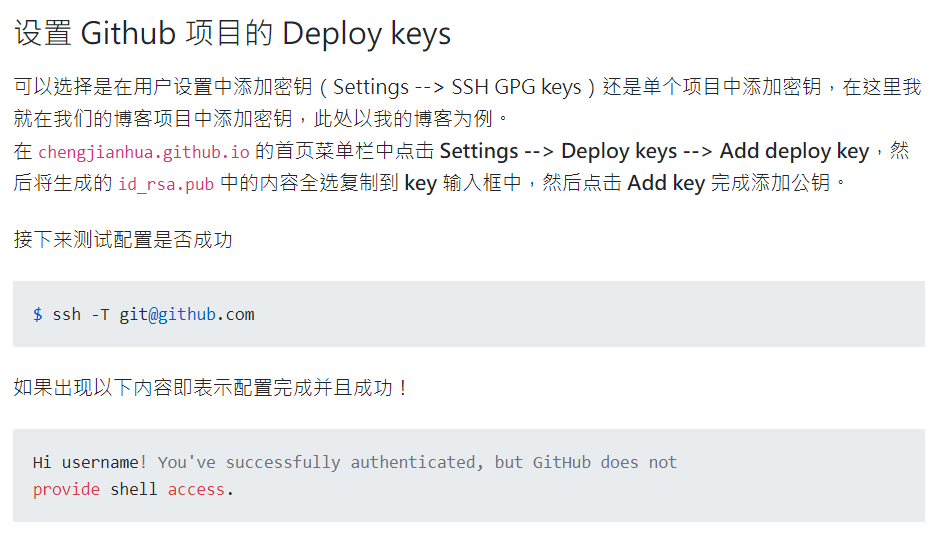 设置 Github 项目的 Deploy keys
可以选择是在用户设置中添加密钥（Settings --> SSH GPG keys）还是单个项目中添加密钥，在这里我
就在我们的博客项目中添加密钥，此处以我的博客为例。
在 chengjianhua.github.io 的首页菜单栏中点击 Settings --> Deploy keys --> Add deploy key，然
后将生成的 id_rsa.pub 中的内容全选复制到 key 输入框中，然后点击 Add key 完成添加公钥。
接下来测试配置是否成功
$ ssh -T git@github.com
如果出现以下内容即表示配置完成并且成功！
Hi username! You've successfully authenticated, but GitHub does not
provide shell access.